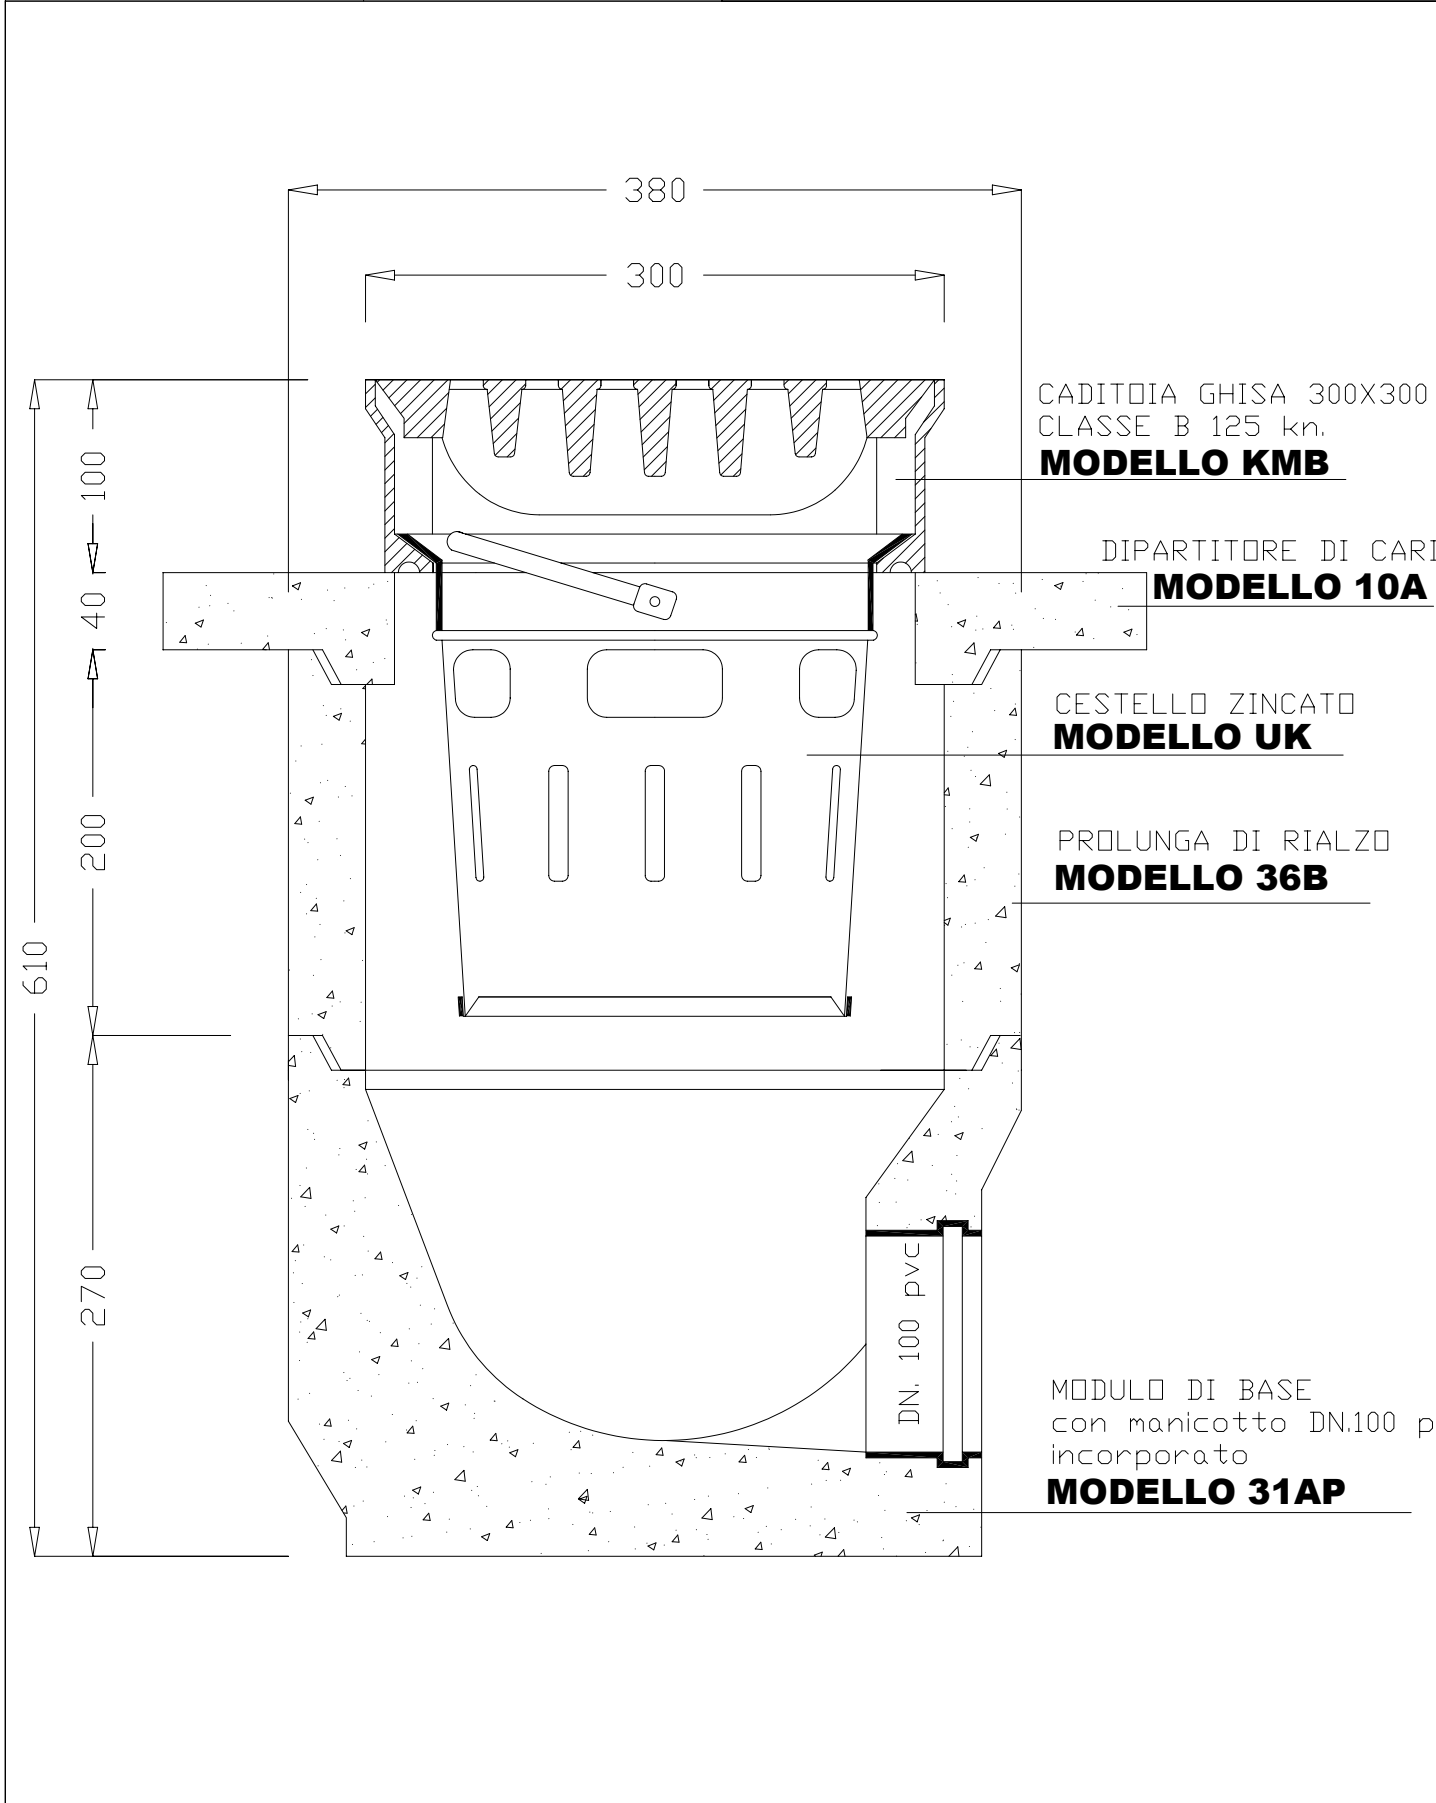 380
300
CADITOIA GHISA 300X300
CLASSE B 125 kn.
MODELLO KMB
100
DIPARTITORE DI CARI
MODELLO 10A
40
CESTELLO ZINCATO
MODELLO UK
200
PROLUNGA DI RIALZO
MODELLO 36B
610
270
DN. 100 pvc
MODULO DI BASE
con manicotto DN.100 p
incorporato
MODELLO 31AP